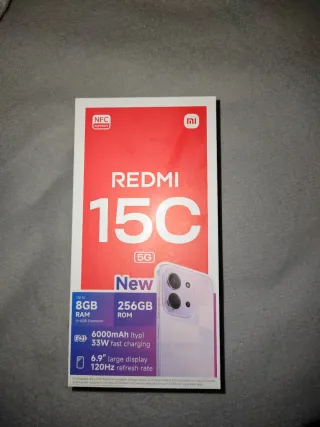 NFC
REDMI
15C
5G
New
8GB
RAM
256GB
ROM
6000mAh (typ)
33W fast charging
6.9" large display
120Hz refresh rate